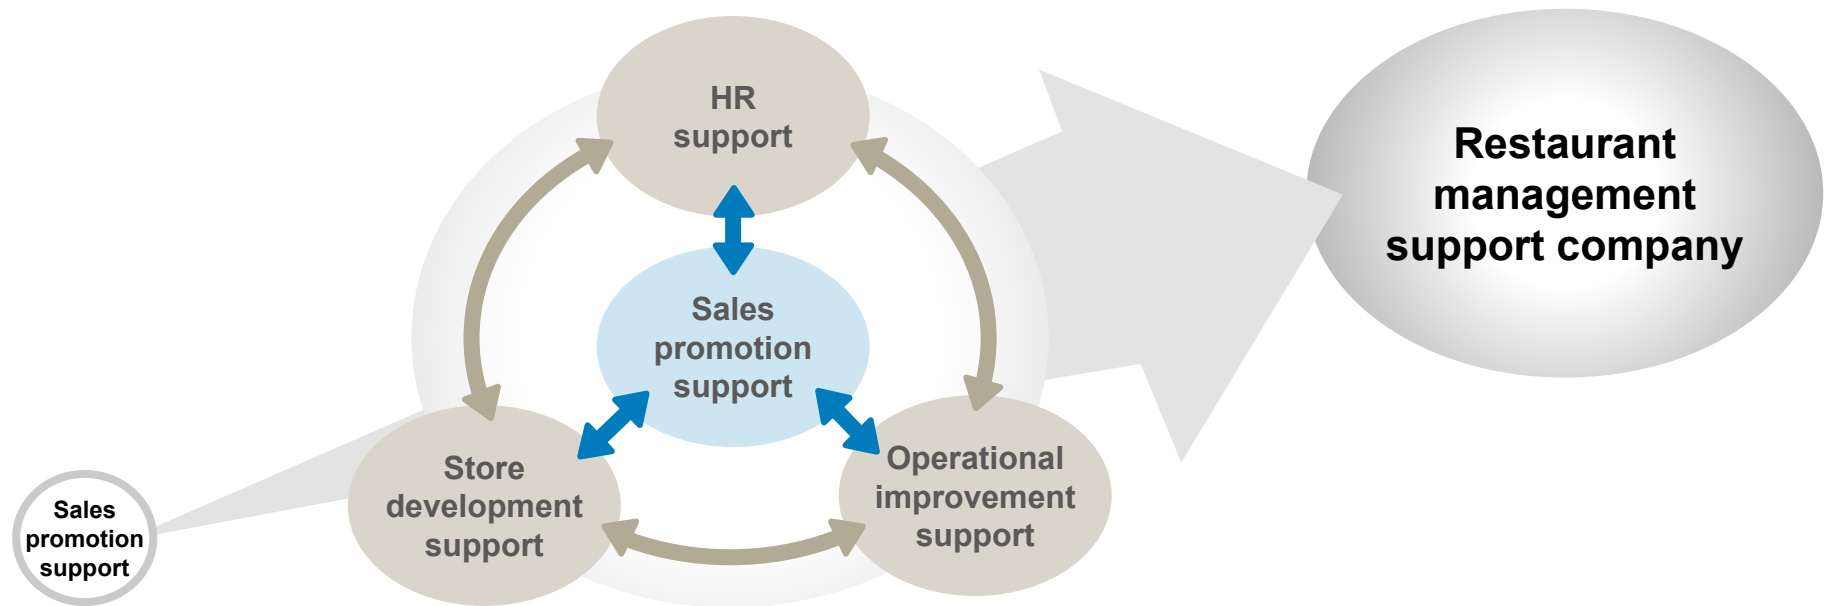 HR
support
Restaurant
management
support company
Sales
promotion
support
Store
development
support
Operational
improvement
support
Sales
promotion
support